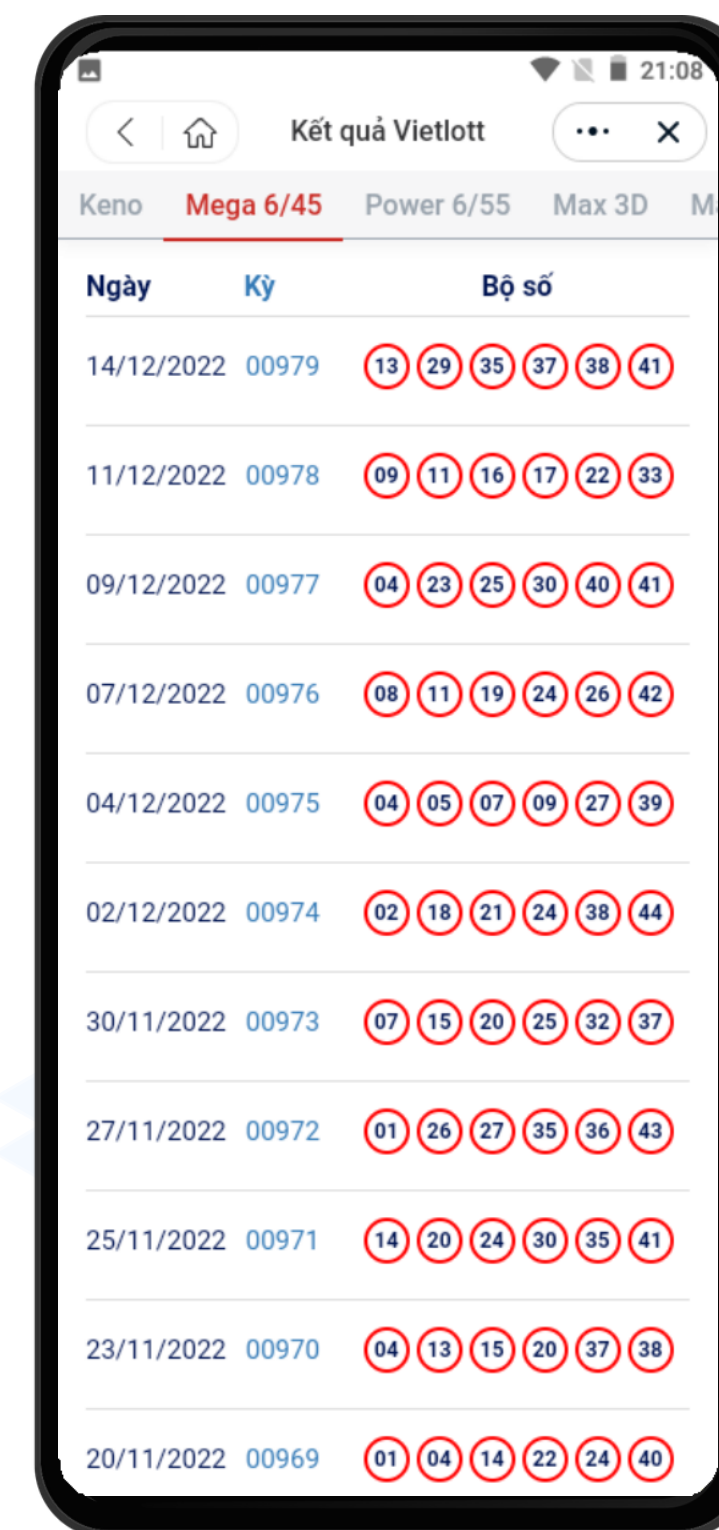 21:08
Kết quả Vietlott
Keno Mega 6/45 Power 6/55 Max 3D
Ngày Kỳ Bộ số
14/12/2022 00979 13 29 35 37 38 41
11/12/2022 00978 09 11 16 17 22 33
09/12/2022 00977 04 23 25 30 40 41
07/12/2022 00976 08 11 19 24 26 42
04/12/2022 00975 04 05 07 09 27 39
02/12/2022 00974 02 18 21 24 38 44
30/11/2022 00973 07 15 20 25 32 37
27/11/2022 00972 01 26 27 35 36 43
25/11/2022 00971 14 20 24 30 35 41
23/11/2022 00970 04 13 15 20 37 38
20/11/2022 00969 01 04 14 22 24 40